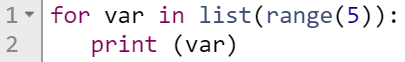 1 for var in list(range(5)):
2    print (var)